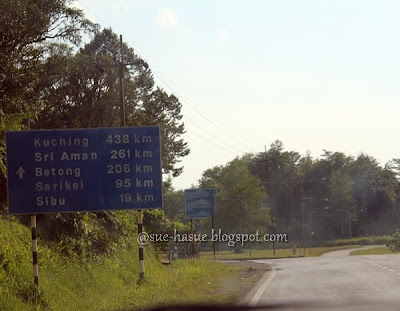 Kuching 438 km
Sri Aman 261 km
Betong 206 km
Sarikei 95 km
Sibu 19 km
@sue-hasue.blogspot.com